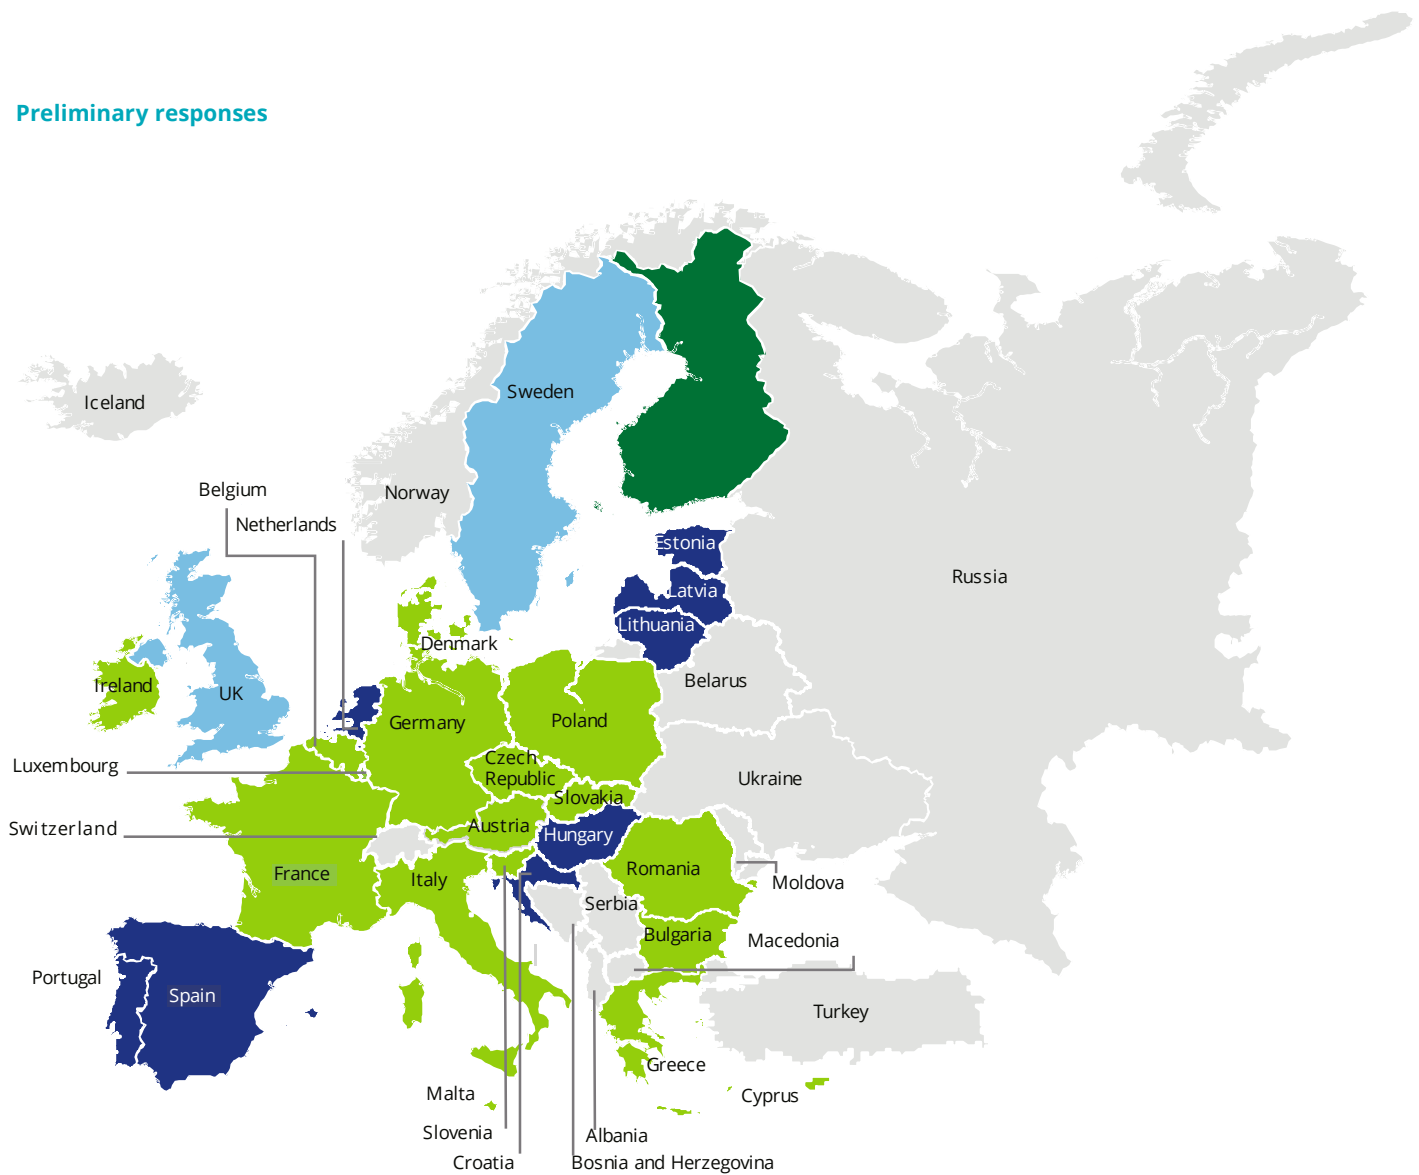 Preliminary responses
Sweden
Iceland
Belgium
Norway
Netherlands
Estonia
Russia
Latvia
Lithuania
Denmark
Belarus
Ireland
UK
Poland
Germany
Czech
Republic
Luxembourg
Ukraine
Slovakia
Switzerland
Austria
Hungary
France
Italy
Romania
Moldova
Serbia
Bulgaria
Macedonia
Portugal
Spain
Turkey
Greece
Malta
Cyprus
Slovenia
Albania
Croatia
Bosnia and Herzegovina